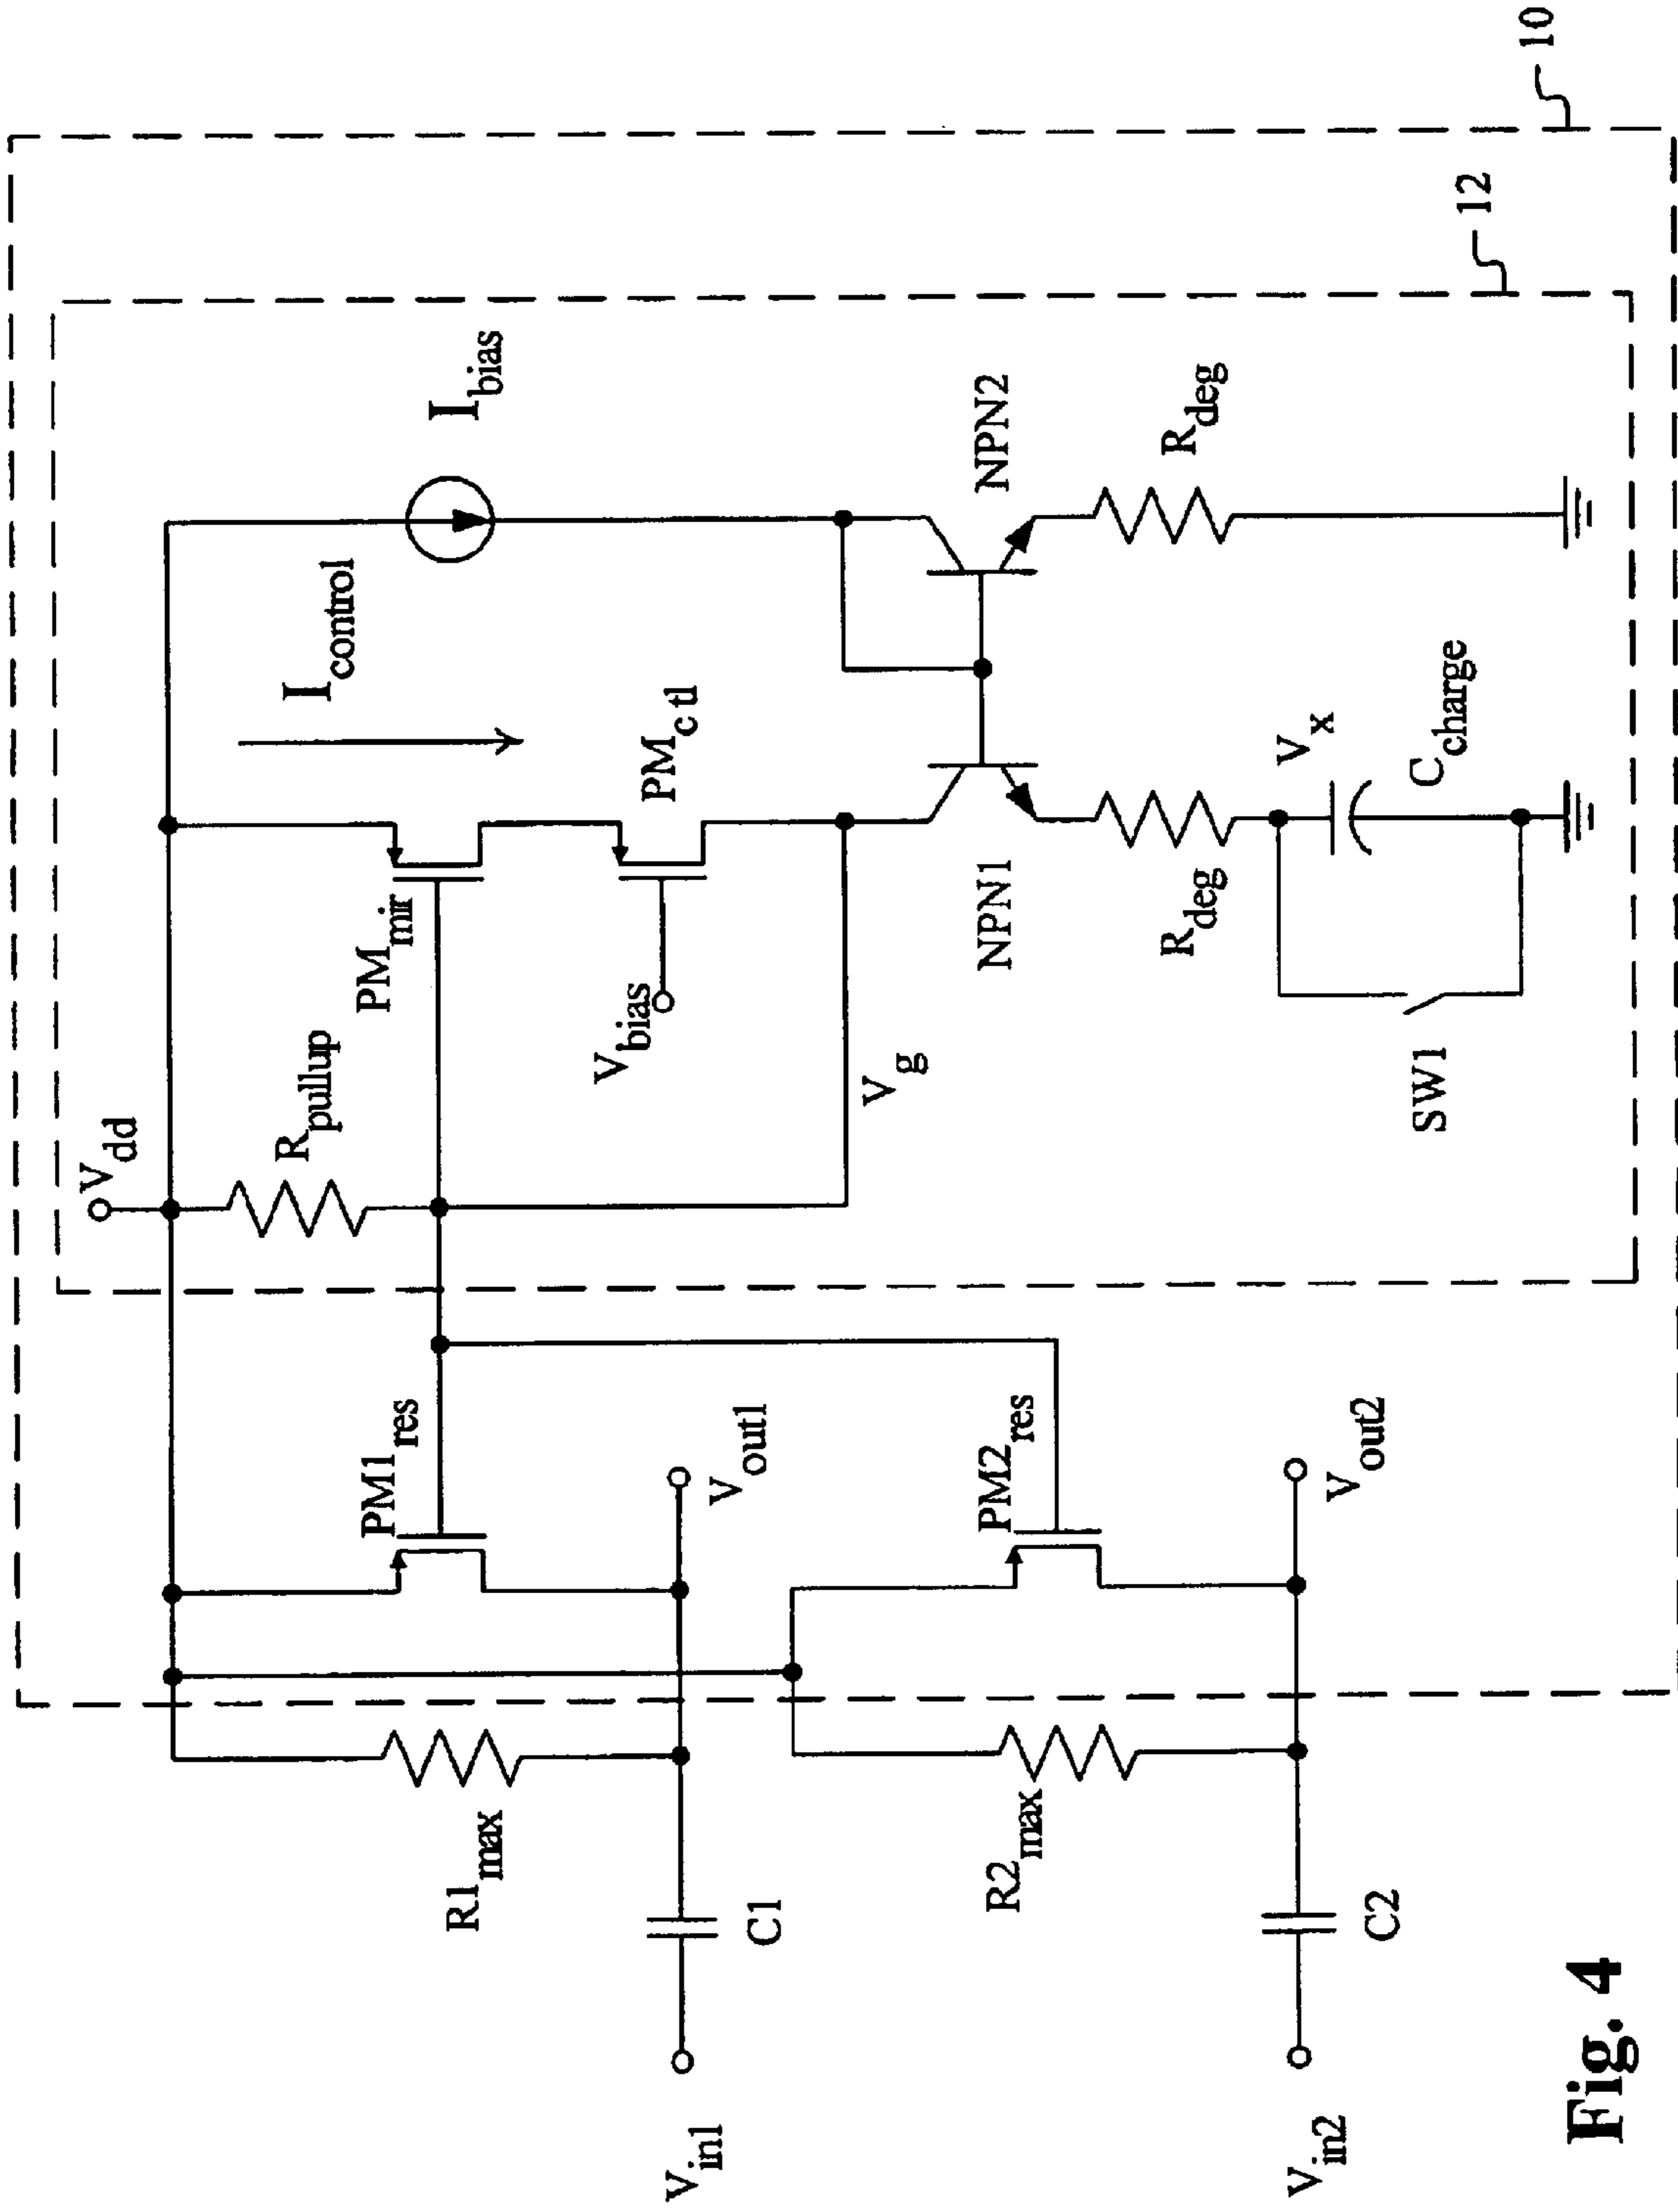 10
12
V_dd
R_pullup
I_control
I_bias
PM_mir
PM_ctl
V_bias
V_g
NPN1
NPN2
R_deg
R_deg
V_x
C_charge
SW1
PM1_res
V_out1
R1_max
C1
V_in1
PM2_res
V_out2
R2_max
C2
V_in2
Fig. 4